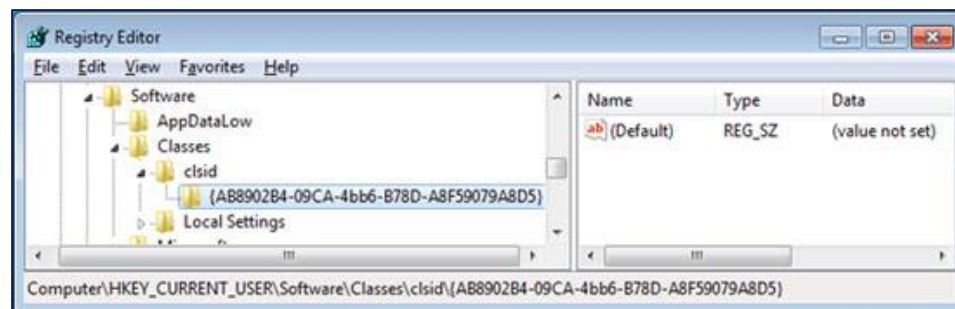 Registry Editor
File Edit View Favorites Help
Software
AppDataLow
Classes
clsid
{AB8902B4-09CA-4bb6-B78D-A8F59079A8D5}
Local Settings
Name Type Data
(Default) REG_SZ (value not set)
Computer\HKEY_CURRENT_USER\Software\Classes\clsid\{AB8902B4-09CA-4bb6-B78D-A8F59079A8D5}